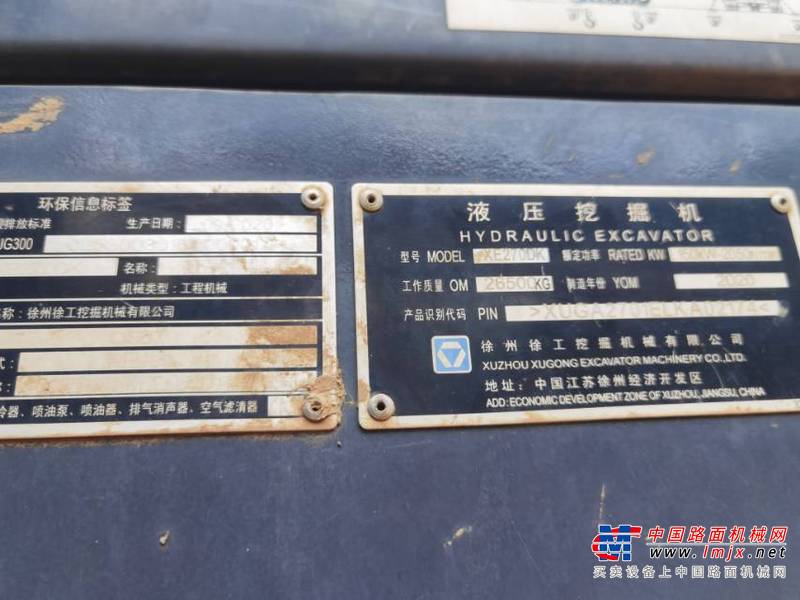 环保信息标签
排放标准 生产日期:
UG300
名称:
机械类型:工程机械
名称: 徐州徐工挖掘机械有限公司
冷器、喷油泵、喷油器、排气消声器、空气滤清器
液压挖掘机
HYDRAULIC EXCAVATOR
型号 MODEL XE270DK 额定功率 RATED KW
工作质量 OM 26500KG 制造年份 YOM 2020
产品识别代码 PIN
徐州徐工挖掘机械有限公司
XUZHOU XUGONG EXCAVATOR MACHINERY CO.,LTD.
地址: 中国江苏徐州经济开发区
ADD: ECONOMIC DEVELOPMENT ZONE OF XUZHOU, JIANGSU, CHINA
中国路面机械网
www.lmjx.net
买卖设备上中国路面机械网